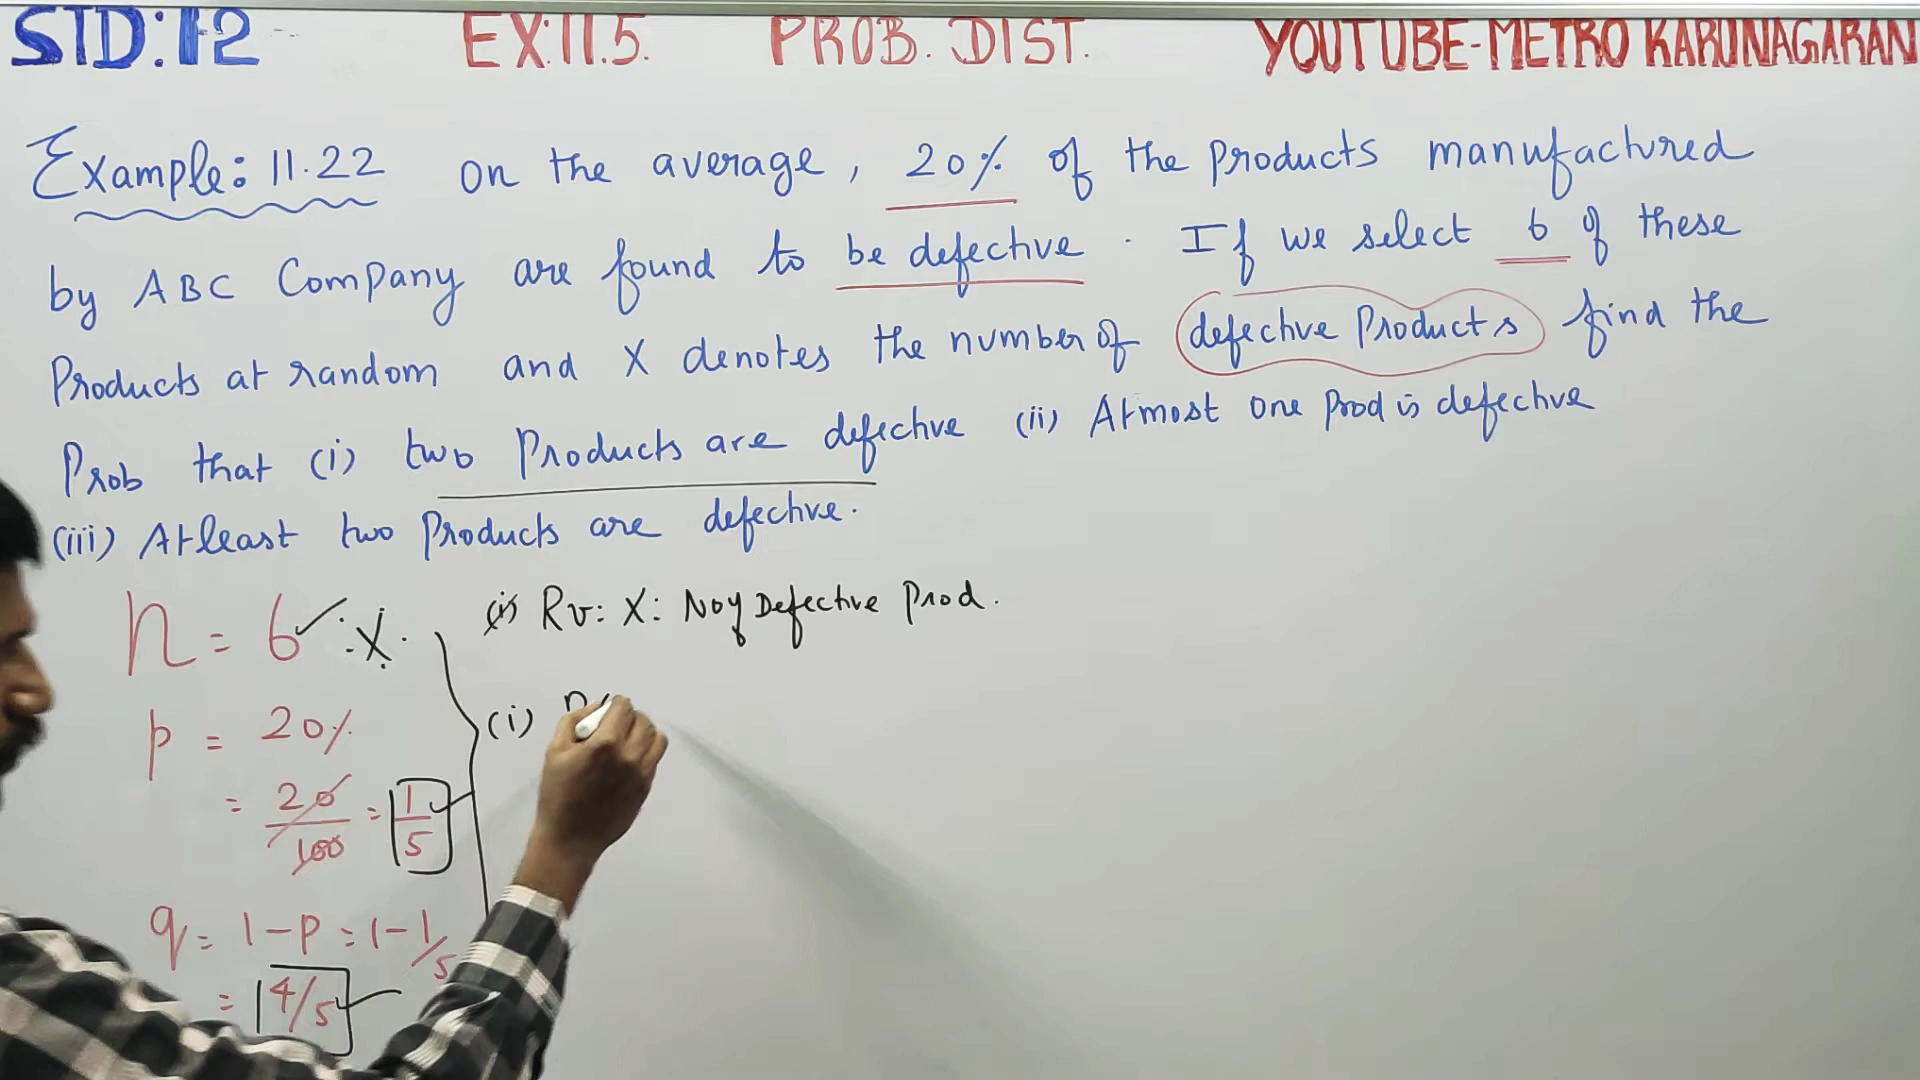 STD:12 EX:11.5. PROB. DIST. YOUTUBE-METRO KARUNAGARAN
Example: 11.22 on the average, 20% of the products manufactured
by ABC Company are found to be defective. If we select 6 of these
Products at random and X denotes the number of defective Products find the
Prob that (i) two Products are defective (ii) Atmost one Prod is defective
(iii) Atleast two Products are defective.
n = 6 : X.
(i) Rv: X: No of Defective Prod.
p = 20%
= 20/100 = 1/5
q = 1-p = 1-1/5
= 4/5
(i) P(